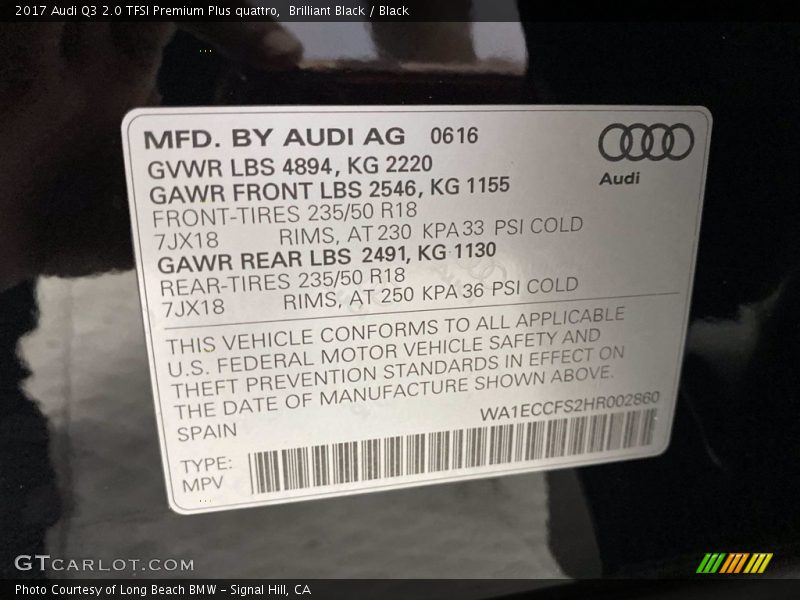 2017 Audi Q3 2.0 TFSI Premium Plus quattro,  Brilliant Black / Black
MFD. BY AUDI AG 0616
Audi
GVWR LBS 4894, KG 2220
GAWR FRONT LBS 2546, KG 1155
FRONT-TIRES 235/50 R18
7JX18 RIMS, AT 230 KPA 33 PSI COLD
GAWR REAR LBS 2491, KG 1130
REAR-TIRES 235/50 R18
7JX18 RIMS, AT 250 KPA 36 PSI COLD
THIS VEHICLE CONFORMS TO ALL APPLICABLE
U.S. FEDERAL MOTOR VEHICLE SAFETY AND
THEFT PREVENTION STANDARDS IN EFFECT ON
THE DATE OF MANUFACTURE SHOWN ABOVE.
SPAIN WA1ECCFS2HR002860
TYPE:
MPV
GTCARLOT.COM
Photo Courtesy of Long Beach BMW - Signal Hill, CA